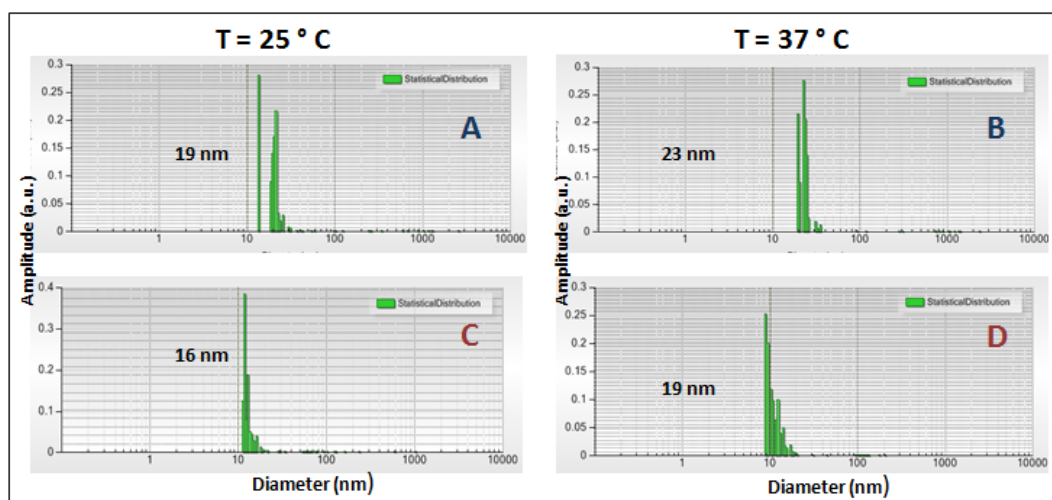 T = 25 ° C
T = 37 ° C
Amplitude (a.u.)
0.3
0.25
0.2
0.15
0.1
0.05
0
StatisticalDistribution
A
19 nm
1
10
100
1000
10000
0.3
0.25
0.2
0.15
0.1
0.05
0
StatisticalDistribution
B
23 nm
1
10
100
1000
10000
0.4
0.3
0.2
0.1
0
StatisticalDistribution
C
16 nm
1
10
100
1000
10000
Diameter (nm)
Amplitude (a.u.)
0.3
0.25
0.2
0.15
0.1
0.05
0
StatisticalDistribution
D
19 nm
1
10
100
1000
10000
Diameter (nm)